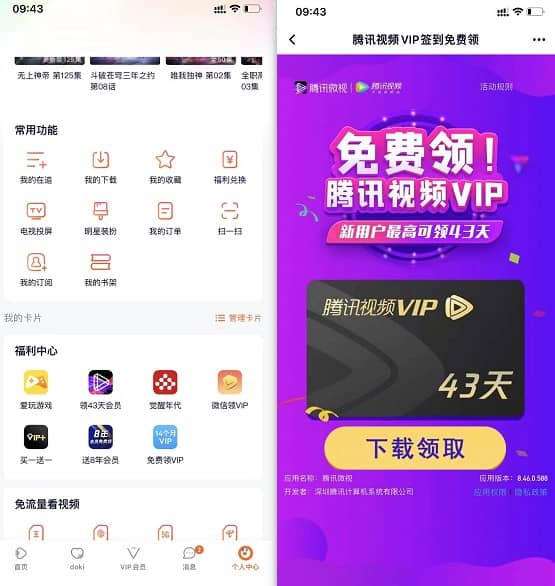 09:43
无上神帝 第125集
斗破苍穹三年之约
第08话
唯我独神 第02集
全职高
03集
常用功能
我的在追
我的下载
我的收藏
福利兑换
TV
电视投屏
明星装扮
我的订单
扫一扫
我的订阅
我的书架
我的卡片
管理卡片
福利中心
爱玩游戏
领43天会员
觉醒年代
微信领VIP
VIP+
8年
14个月
VIP
买一送一
送8年会员
免费领VIP
免流量看视频
5G
首页
doki
VIP会员
消息
2
个人中心
09:43
腾讯视频VIP签到免费领
腾讯微视
腾讯视频
活动规则
免费领!
腾讯视频VIP
新用户最高可领43天
腾讯视频VIP
43天
下载领取
应用名称：腾讯微视
应用版本：8.46.0.588
开发者：深圳腾讯计算机系统有限公司
应用权限
隐私政策